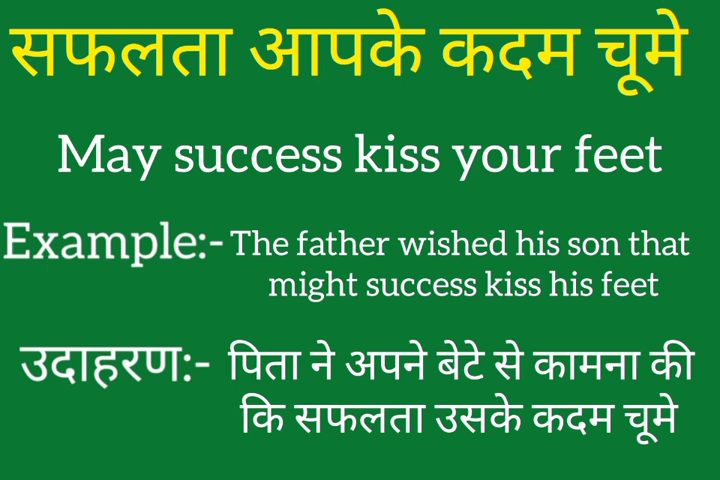 सफलता आपके कदम चूमे
May success kiss your feet
Example:- The father wished his son that
might success kiss his feet
उदाहरण:- पिता ने अपने बेटे से कामना की
कि सफलता उसके कदम चूमे